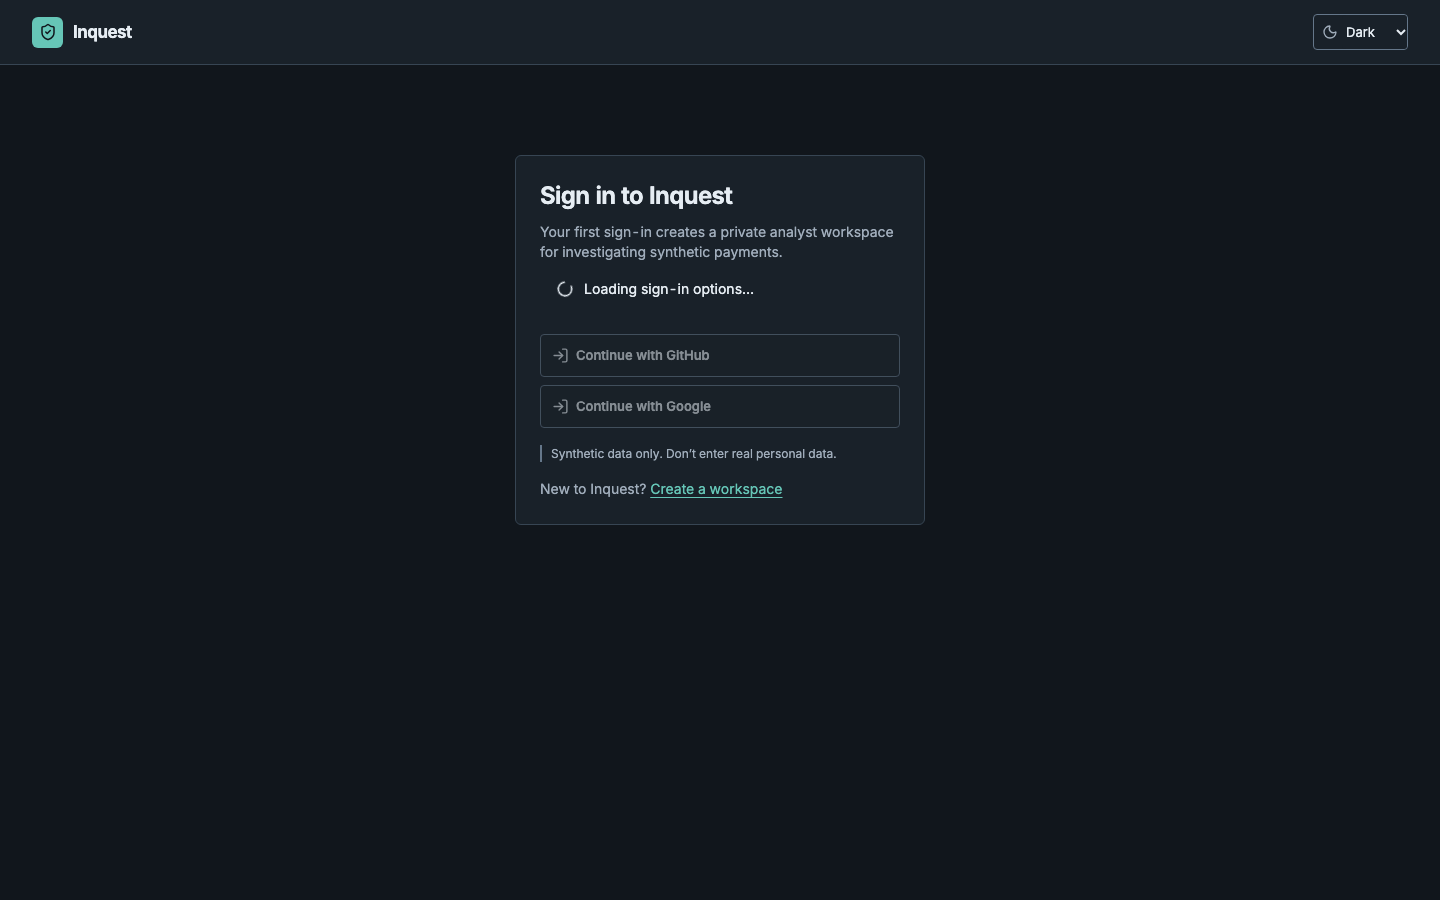 Inquest
Dark
Sign in to Inquest
Your first sign-in creates a private analyst workspace
for investigating synthetic payments.
Loading sign-in options...
Continue with GitHub
Continue with Google
Synthetic data only. Don’t enter real personal data.
New to Inquest? Create a workspace